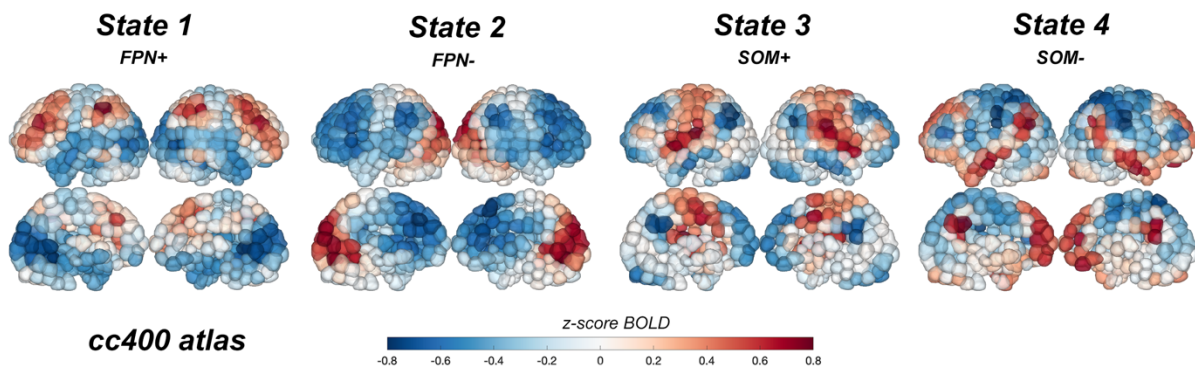 State 1
FPN+
State 2
FPN-
State 3
SOM+
State 4
SOM-
cc400 atlas
z-score BOLD
-0.8 -0.6 -0.4 -0.2 0 0.2 0.4 0.6 0.8